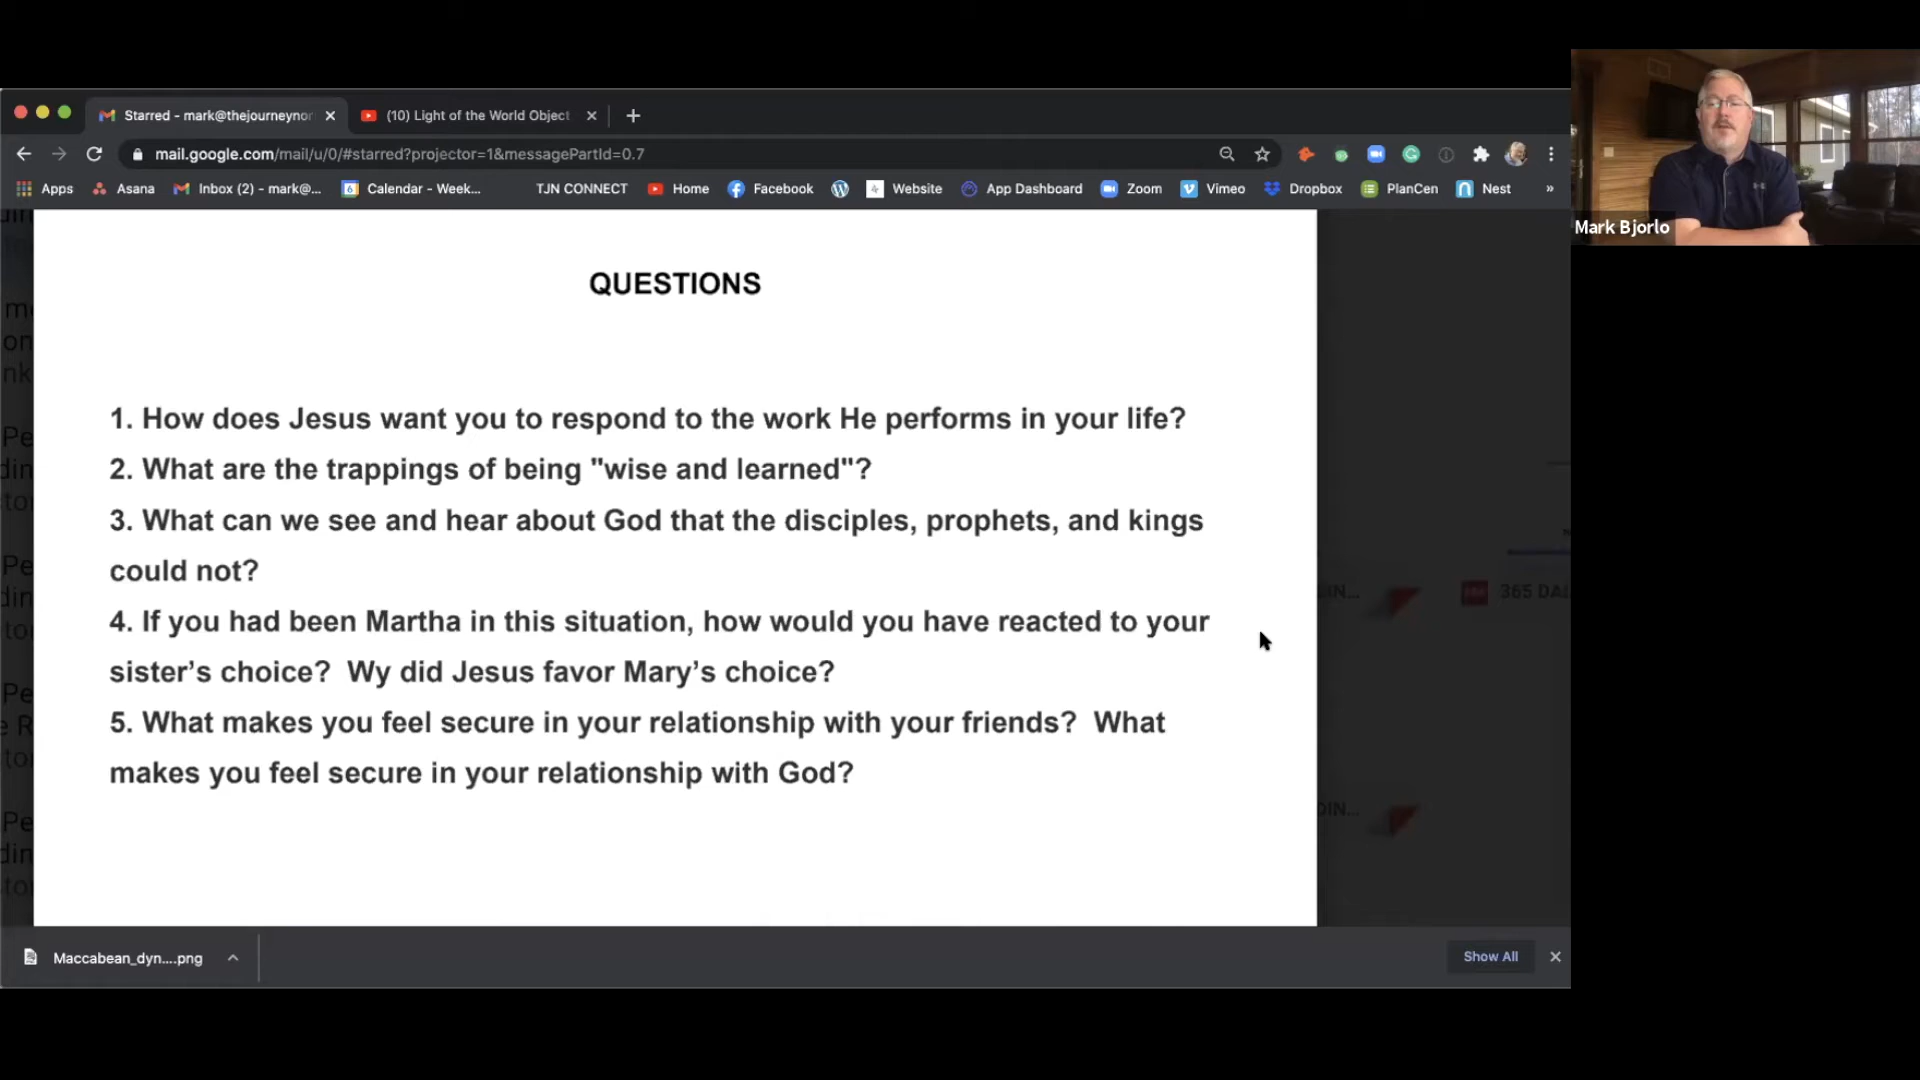 Starred - mark@thejourneynor
(10) Light of the World Object
mail.google.com/mail/u/0/#starred?projector=1&messagePartId=0.7
Apps
Asana
Inbox (2) - mark@...
Calendar - Week...
TJN CONNECT
Home
Facebook
Website
App Dashboard
Zoom
Vimeo
Dropbox
PlanCen
Nest
»
Mark Bjorlo
QUESTIONS
1. How does Jesus want you to respond to the work He performs in your life?
2. What are the trappings of being "wise and learned"?
3. What can we see and hear about God that the disciples, prophets, and kings
could not?
4. If you had been Martha in this situation, how would you have reacted to your
sister’s choice?  Wy did Jesus favor Mary’s choice?
5. What makes you feel secure in your relationship with your friends?  What
makes you feel secure in your relationship with God?
Maccabean_dyn....png
Show All